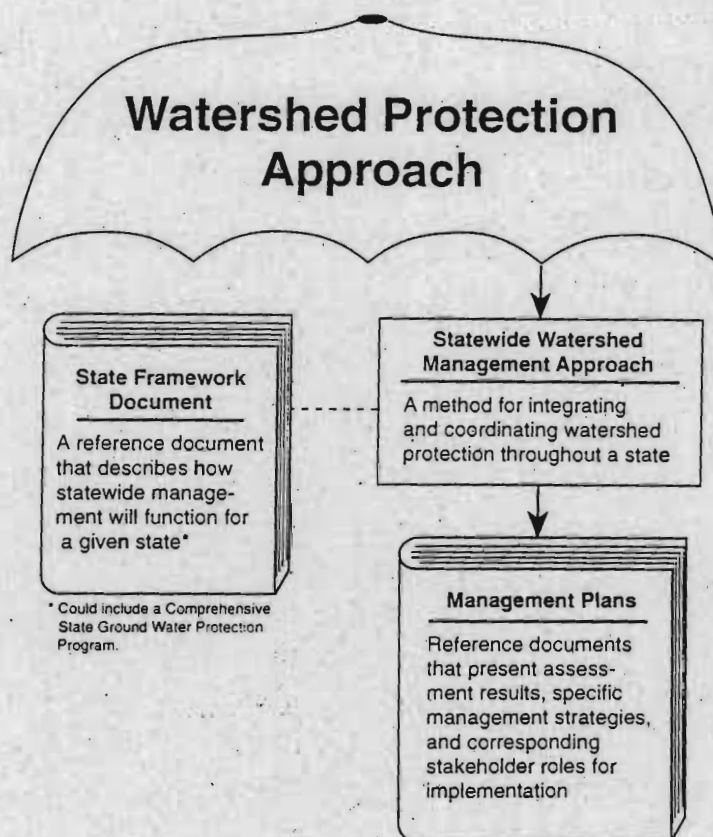 Watershed Protection
Approach
State Framework
Document
A reference document
that describes how
statewide manage-
ment will function for
a given state*
* Could include a Comprehensive
State Ground Water Protection
Program.
Statewide Watershed
Management Approach
A method for integrating
and coordinating watershed
protection throughout a state
Management Plans
Reference documents
that present assess-
ment results, specific
management strategies,
and corresponding
stakeholder roles for
implementation